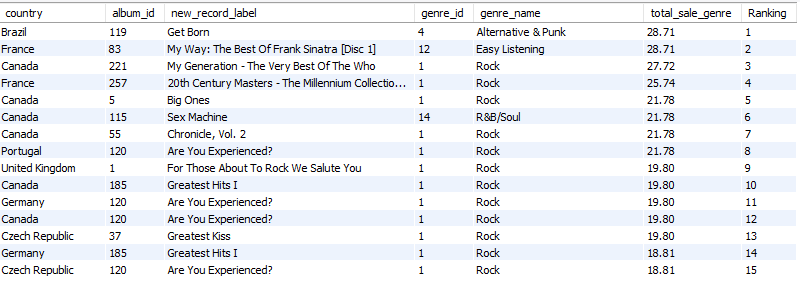 country album_id new_record_label genre_id genre_name total_sale_genre Ranking
Brazil 119 Get Born 4 Alternative & Punk 28.71 1
France 83 My Way: The Best Of Frank Sinatra [Disc 1] 12 Easy Listening 28.71 2
Canada 221 My Generation - The Very Best Of The Who 1 Rock 27.72 3
France 257 20th Century Masters - The Millennium Collectio... 1 Rock 25.74 4
Canada 5 Big Ones 1 Rock 21.78 5
Canada 115 Sex Machine 14 R&B/Soul 21.78 6
Canada 55 Chronicle, Vol. 2 1 Rock 21.78 7
Portugal 120 Are You Experienced? 1 Rock 21.78 8
United Kingdom 1 For Those About To Rock We Salute You 1 Rock 19.80 9
Canada 185 Greatest Hits I 1 Rock 19.80 10
Germany 120 Are You Experienced? 1 Rock 19.80 11
Canada 120 Are You Experienced? 1 Rock 19.80 12
Czech Republic 37 Greatest Kiss 1 Rock 19.80 13
Germany 185 Greatest Hits I 1 Rock 18.81 14
Czech Republic 120 Are You Experienced? 1 Rock 18.81 15